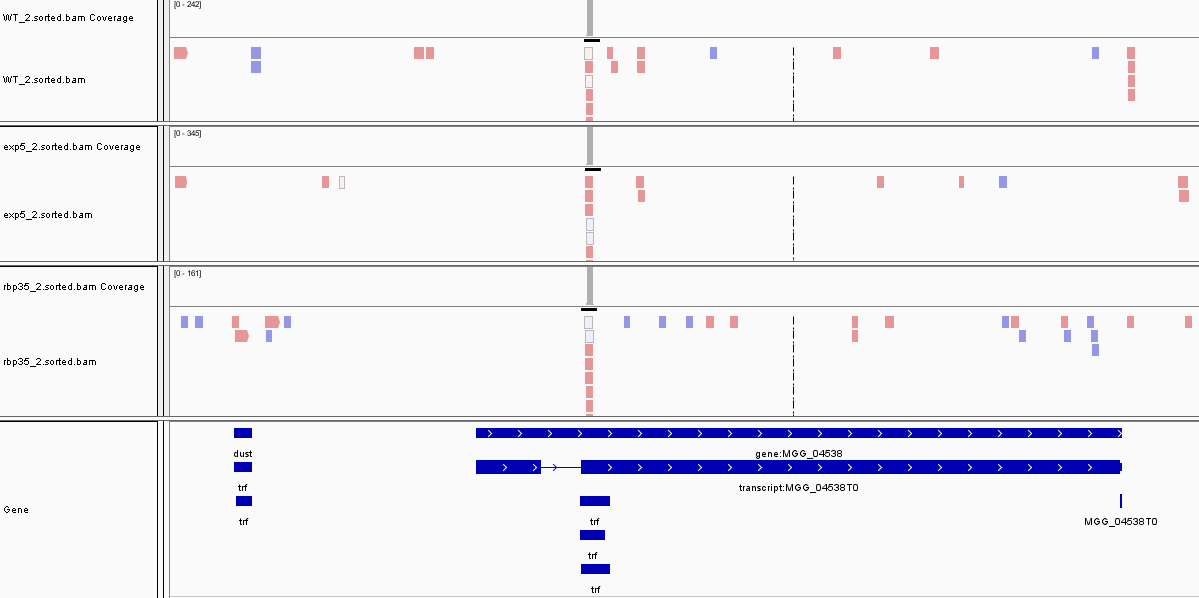 [0 - 242]
WT_2.sorted.bam Coverage
WT_2.sorted.bam
[0 - 345]
exp5_2.sorted.bam Coverage
exp5_2.sorted.bam
[0 - 161]
rbp35_2.sorted.bam Coverage
rbp35_2.sorted.bam
dust
gene:MGG_04538
trf
transcript:MGG_04538T0
Gene
trf
trf
MGG_04538T0
trf
trf